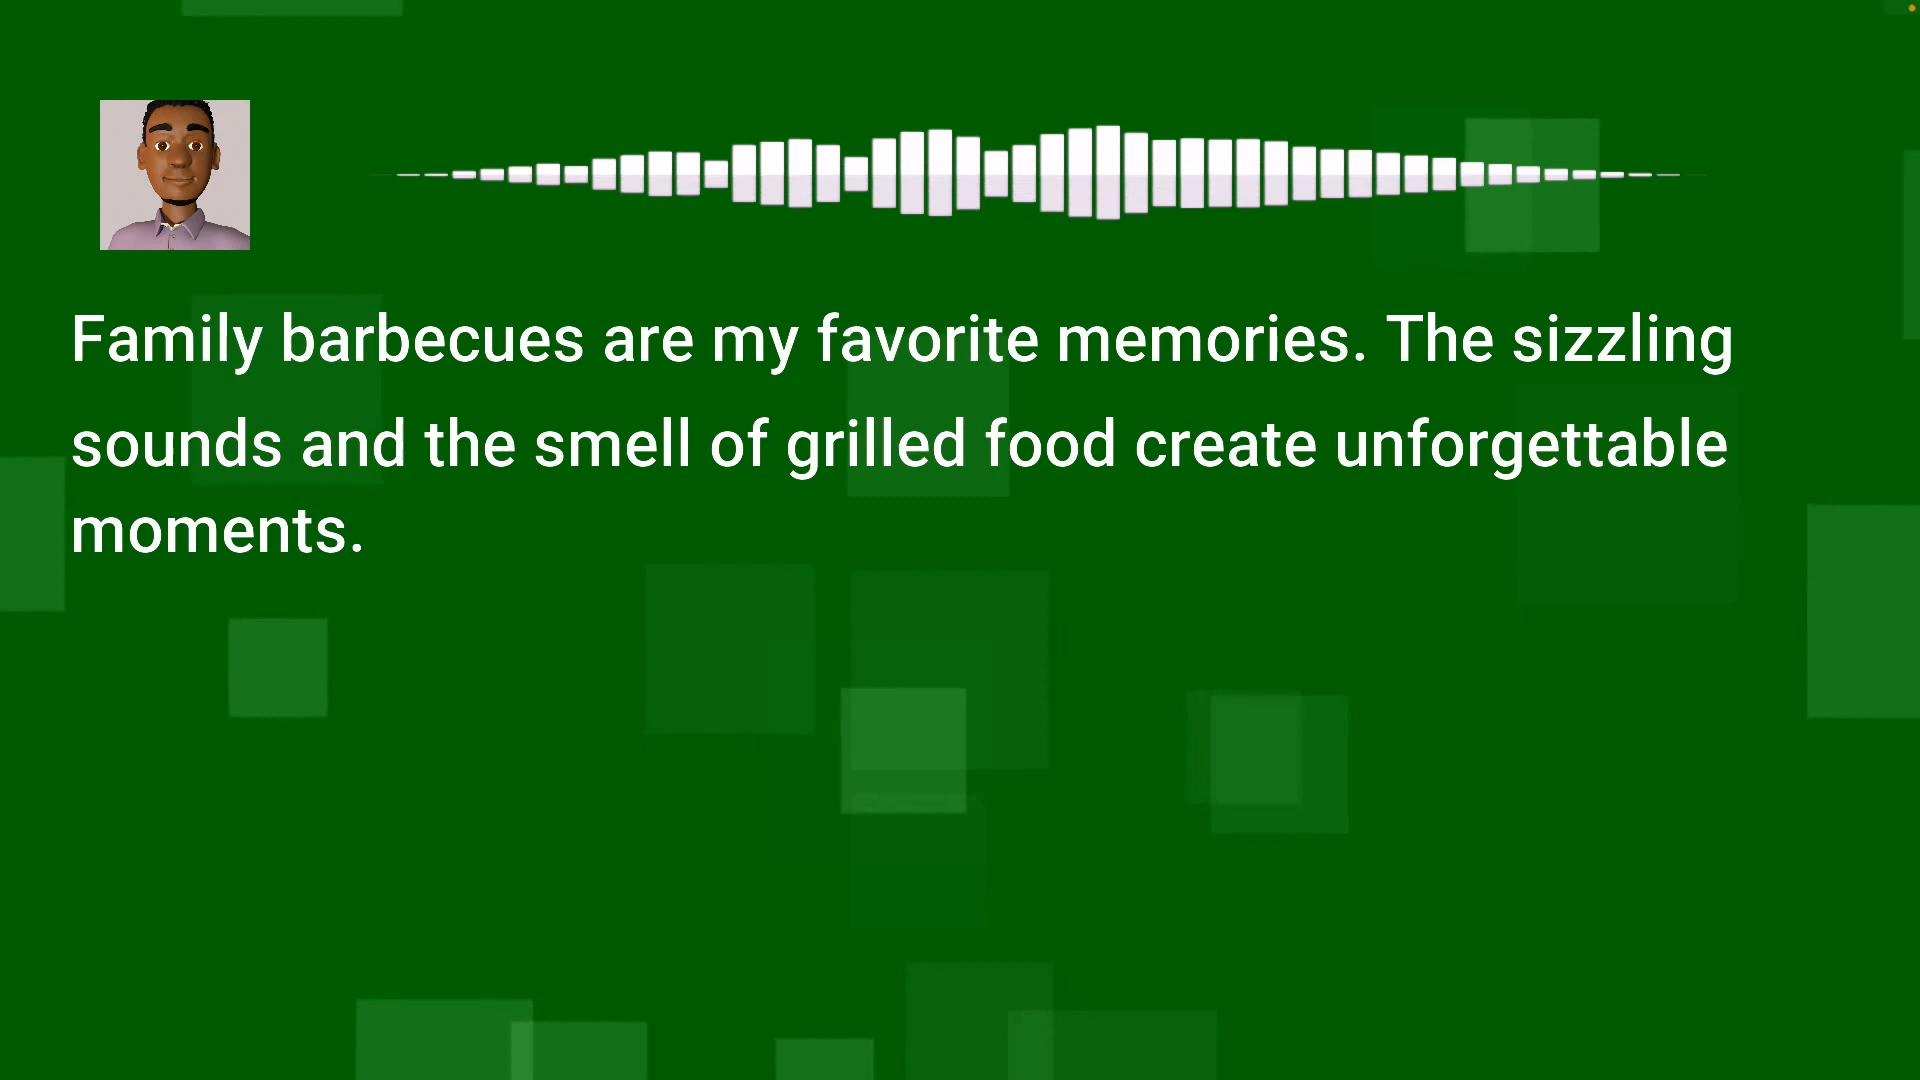 Family barbecues are my favorite memories. The sizzling
sounds and the smell of grilled food create unforgettable
moments.